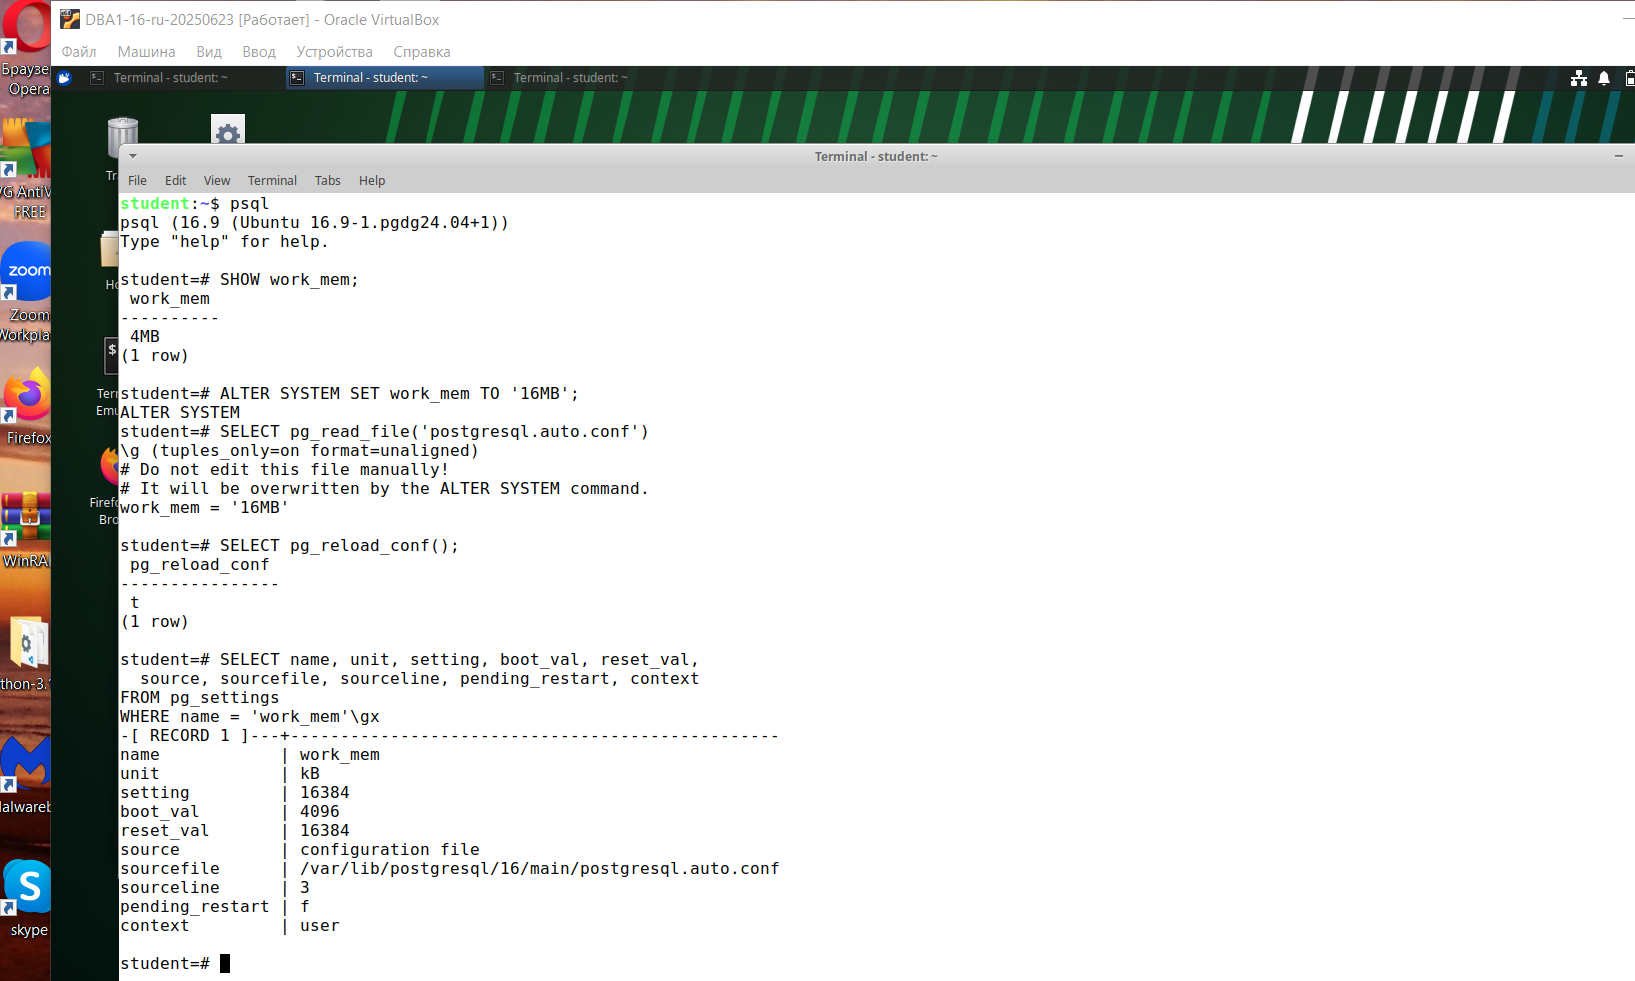 DBA1-16-ru-20250623 [Работает] - Oracle VirtualBox
Файл Машина Вид Ввод Устройства Справка
Terminal - student: ~ Terminal - student: ~ Terminal - student: ~
Terminal - student: ~
File Edit View Terminal Tabs Help
student:~$ psql
psql (16.9 (Ubuntu 16.9-1.pgdg24.04+1))
Type "help" for help.
student=# SHOW work_mem;
work_mem
----------
4MB
(1 row)
student=# ALTER SYSTEM SET work_mem TO '16MB';
ALTER SYSTEM
student=# SELECT pg_read_file('postgresql.auto.conf')
\g (tuples_only=on format=unaligned)
# Do not edit this file manually!
# It will be overwritten by the ALTER SYSTEM command.
work_mem = '16MB'
student=# SELECT pg_reload_conf();
pg_reload_conf
----------------
t
(1 row)
student=# SELECT name, unit, setting, boot_val, reset_val,
source, sourcefile, sourceline, pending_restart, context
FROM pg_settings
WHERE name = 'work_mem'\gx
-[ RECORD 1 ]---+-------------------------------------------------
name | work_mem
unit | kB
setting | 16384
boot_val | 4096
reset_val | 16384
source | configuration file
sourcefile | /var/lib/postgresql/16/main/postgresql.auto.conf
sourceline | 3
pending_restart | f
context | user
student=#
Браузе
Opera
VG AntiV
FREE
zoom
Zoom
Workpla
Firefox
WinRA
thon-3.
alwareb
skype
Tr
Ho
Tern
Emu
Firefo
Bro